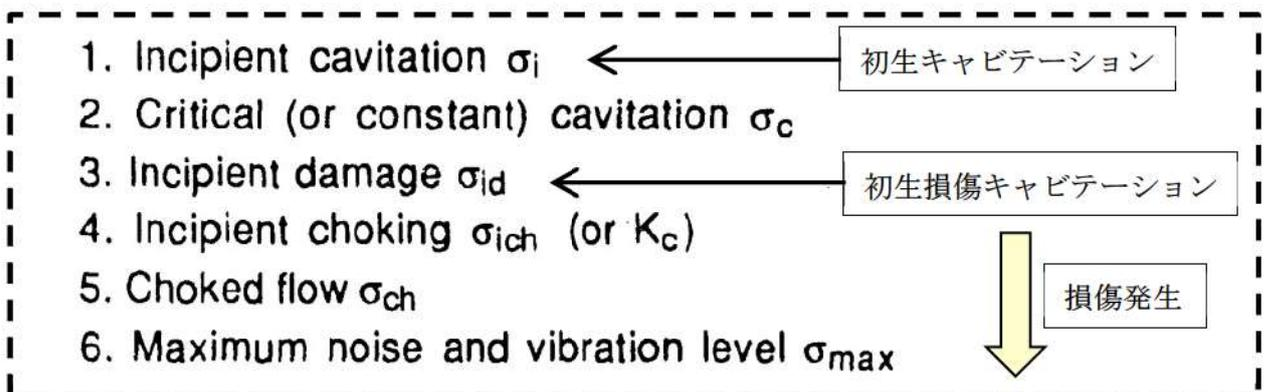 1. Incipient cavitation σi
初生キャビテーション
2. Critical (or constant) cavitation σc
3. Incipient damage σid
初生損傷キャビテーション
4. Incipient choking σich (or Kc)
5. Choked flow σch
損傷発生
6. Maximum noise and vibration level σmax